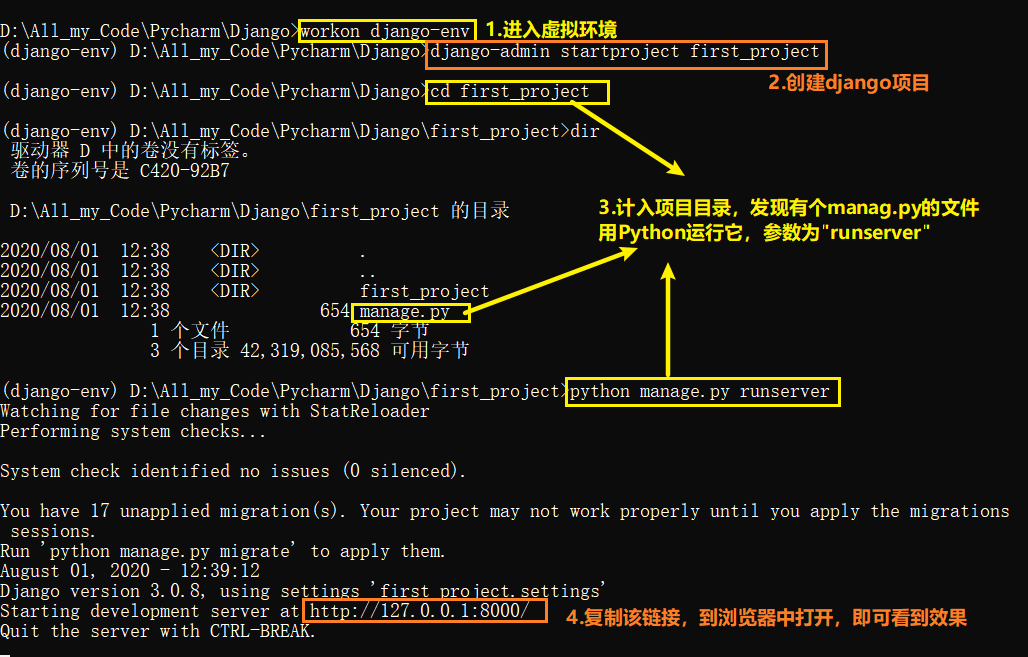 D:\All_my_Code\Pycharm\Django>workon django-env 1.进入虚拟环境
(django-env) D:\All_my_Code\Pycharm\Django>django-admin startproject first_project
2.创建django项目
(django-env) D:\All_my_Code\Pycharm\Django>cd first_project
(django-env) D:\All_my_Code\Pycharm\Django\first_project>dir
驱动器 D 中的卷没有标签。
卷的序列号是 C420-92B7
D:\All_my_Code\Pycharm\Django\first_project 的目录
3.计入项目目录，发现有个manag.py的文件
用Python运行它，参数为"runserver"
2020/08/01 12:38 <DIR> .
2020/08/01 12:38 <DIR> ..
2020/08/01 12:38 <DIR> first_project
2020/08/01 12:38 654 manage.py
1 个文件 654 字节
3 个目录 42,319,085,568 可用字节
(django-env) D:\All_my_Code\Pycharm\Django\first_project>python manage.py runserver
Watching for file changes with StatReloader
Performing system checks...
System check identified no issues (0 silenced).
You have 17 unapplied migration(s). Your project may not work properly until you apply the migrations
sessions.
Run 'python manage.py migrate' to apply them.
August 01, 2020 - 12:39:12
Django version 3.0.8, using settings 'first_project.settings'
Starting development server at http://127.0.0.1:8000/
4.复制该链接，到浏览器中打开，即可看到效果
Quit the server with CTRL-BREAK.